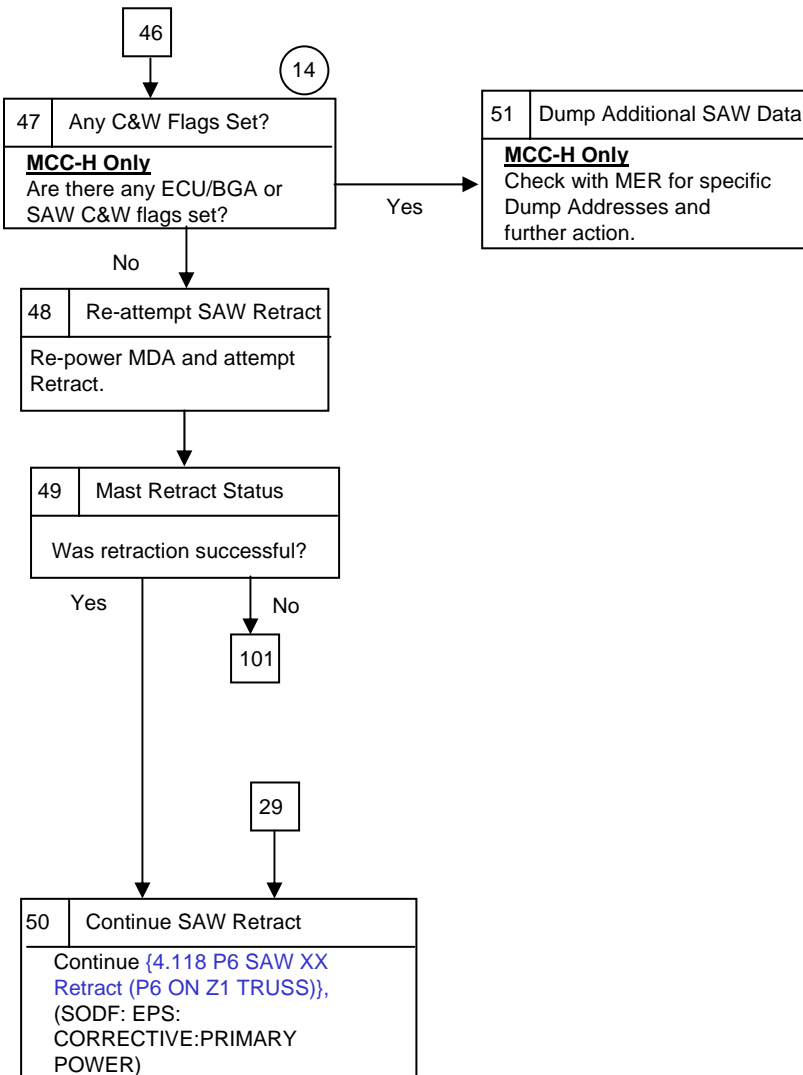 46
14
47 Any C&W Flags Set?
MCC-H Only
Are there any ECU/BGA or
SAW C&W flags set?
Yes
51 Dump Additional SAW Data
MCC-H Only
Check with MER for specific
Dump Addresses and
further action.
No
48 Re-attempt SAW Retract
Re-power MDA and attempt
Retract.
49 Mast Retract Status
Was retraction successful?
Yes
No
101
29
50 Continue SAW Retract
Continue {4.118 P6 SAW XX
Retract (P6 ON Z1 TRUSS)},
(SODF: EPS:
CORRECTIVE:PRIMARY
POWER)